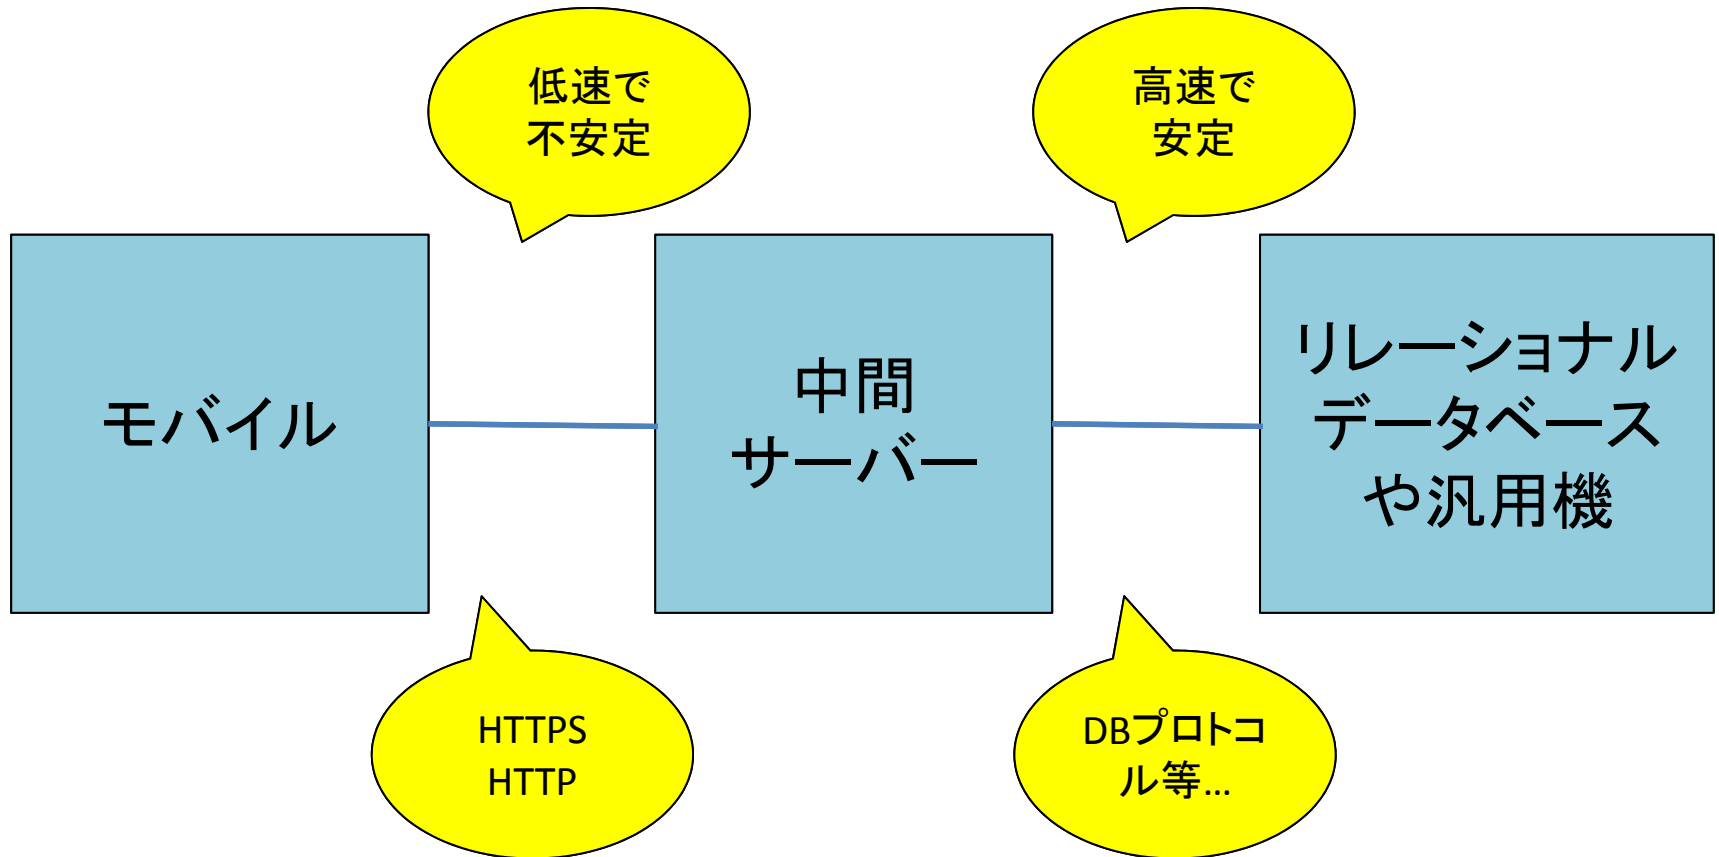 低速で
不安定
高速で
安定
モバイル
中間
サーバー
リレーショナル
データベース
や汎用機
HTTPS
HTTP
DBプロトコ
ル等...